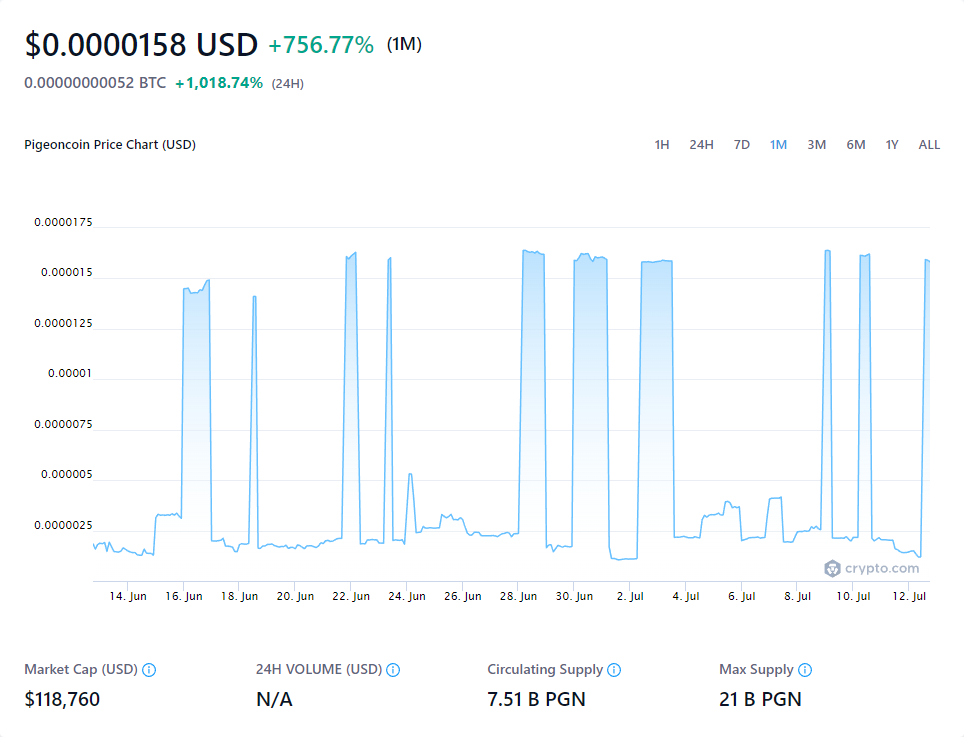 $0.0000158 USD +756.77% (1M)
0.00000000052 BTC +1,018.74% (24H)
Pigeoncoin Price Chart (USD) 1H 24H 7D 1M 3M 6M 1Y ALL
0.0000175
0.000015
0.0000125
0.00001
0.0000075
0.000005
0.0000025
crypto.com
14. Jun 16. Jun 18. Jun 20. Jun 22. Jun 24. Jun 26. Jun 28. Jun 30. Jun 2. Jul 4. Jul 6. Jul 8. Jul 10. Jul 12. Jul
Market Cap (USD) 24H VOLUME (USD) Circulating Supply Max Supply
$118,760 N/A 7.51 B PGN 21 B PGN